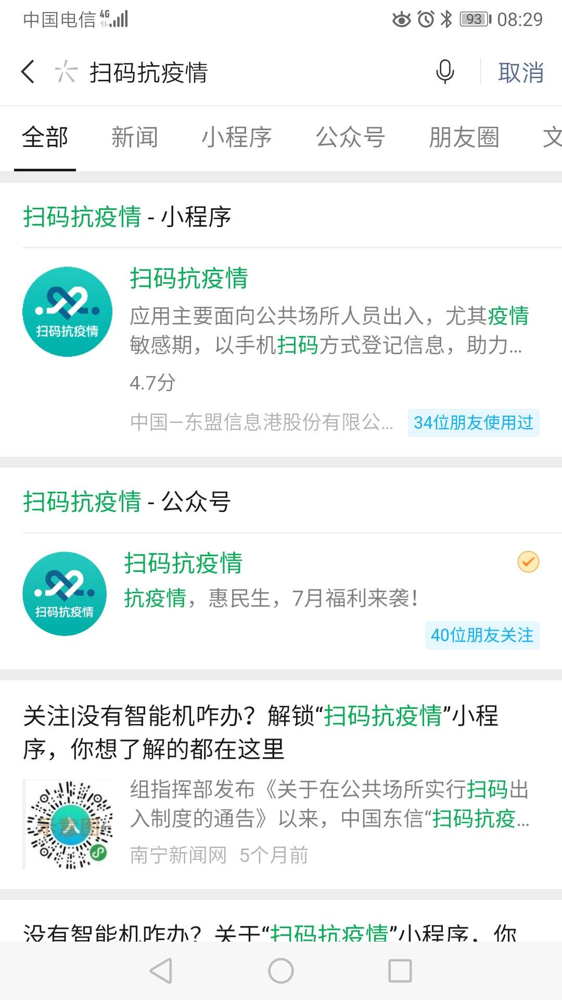 中国电信 4G 93 08:29
扫码抗疫情 取消
全部 新闻 小程序 公众号 朋友圈 文
扫码抗疫情 - 小程序
扫码抗疫情
应用主要面向公共场所人员出入，尤其疫情
敏感期，以手机扫码方式登记信息，助力...
扫码抗疫情
4.7分
中国—东盟信息港股份有限公... 34位朋友使用过
扫码抗疫情 - 公众号
扫码抗疫情
抗疫情，惠民生，7月福利来袭！
扫码抗疫情
40位朋友关注
关注|没有智能机咋办？解锁“扫码抗疫情”小程
序，你想了解的都在这里
组指挥部发布《关于在公共场所实行扫码出
入制度的通告》以来，中国东信“扫码抗疫...
示意图
南宁新闻网 5个月前
没有智能机咋办？关于“扫码抗疫情”小程序，你